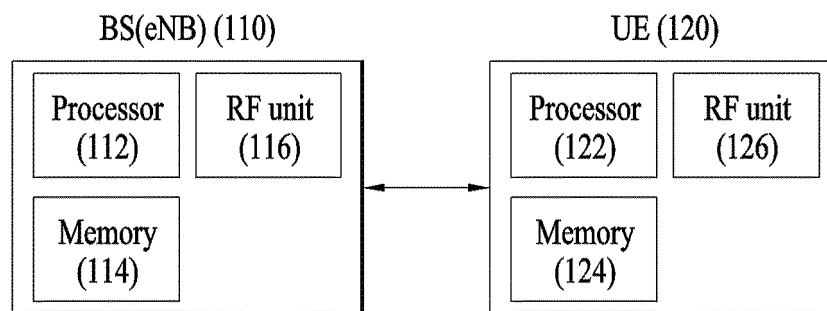 BS(eNB) (110)
UE (120)
Processor
(112)
RF unit
(116)
Processor
(122)
RF unit
(126)
Memory
(114)
Memory
(124)